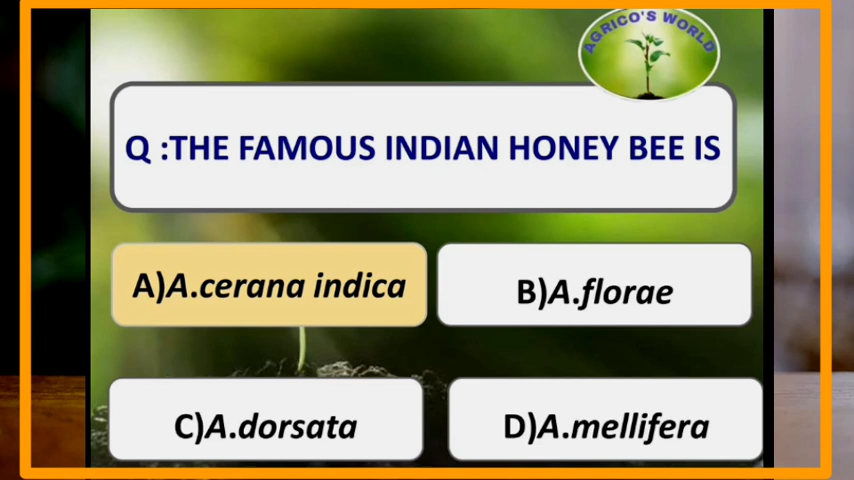 AGRICO'S WORLD
Q :THE FAMOUS INDIAN HONEY BEE IS
A)A.cerana indica
B)A.florae
C)A.dorsata
D)A.mellifera